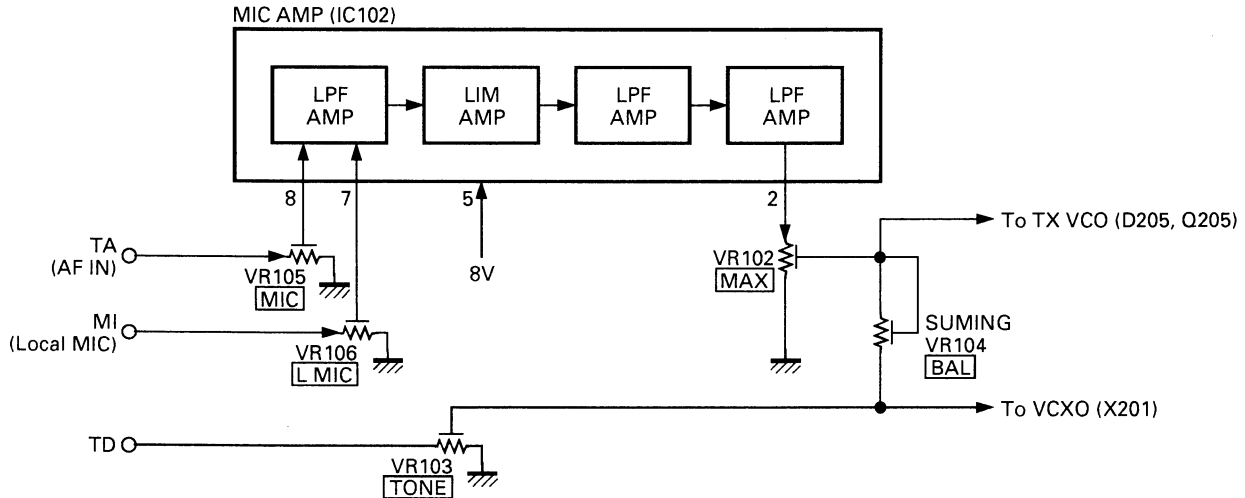 MIC AMP (IC102)
LPF
AMP
LIM
AMP
LPF
AMP
LPF
AMP
8
7
5
2
TA
(AF IN)
VR105
MIC
8V
VR102
MAX
To TX VCO (D205, Q205)
MI
(Local MIC)
VR106
L MIC
SUMING
VR104
BAL
To VCXO (X201)
TD
VR103
TONE